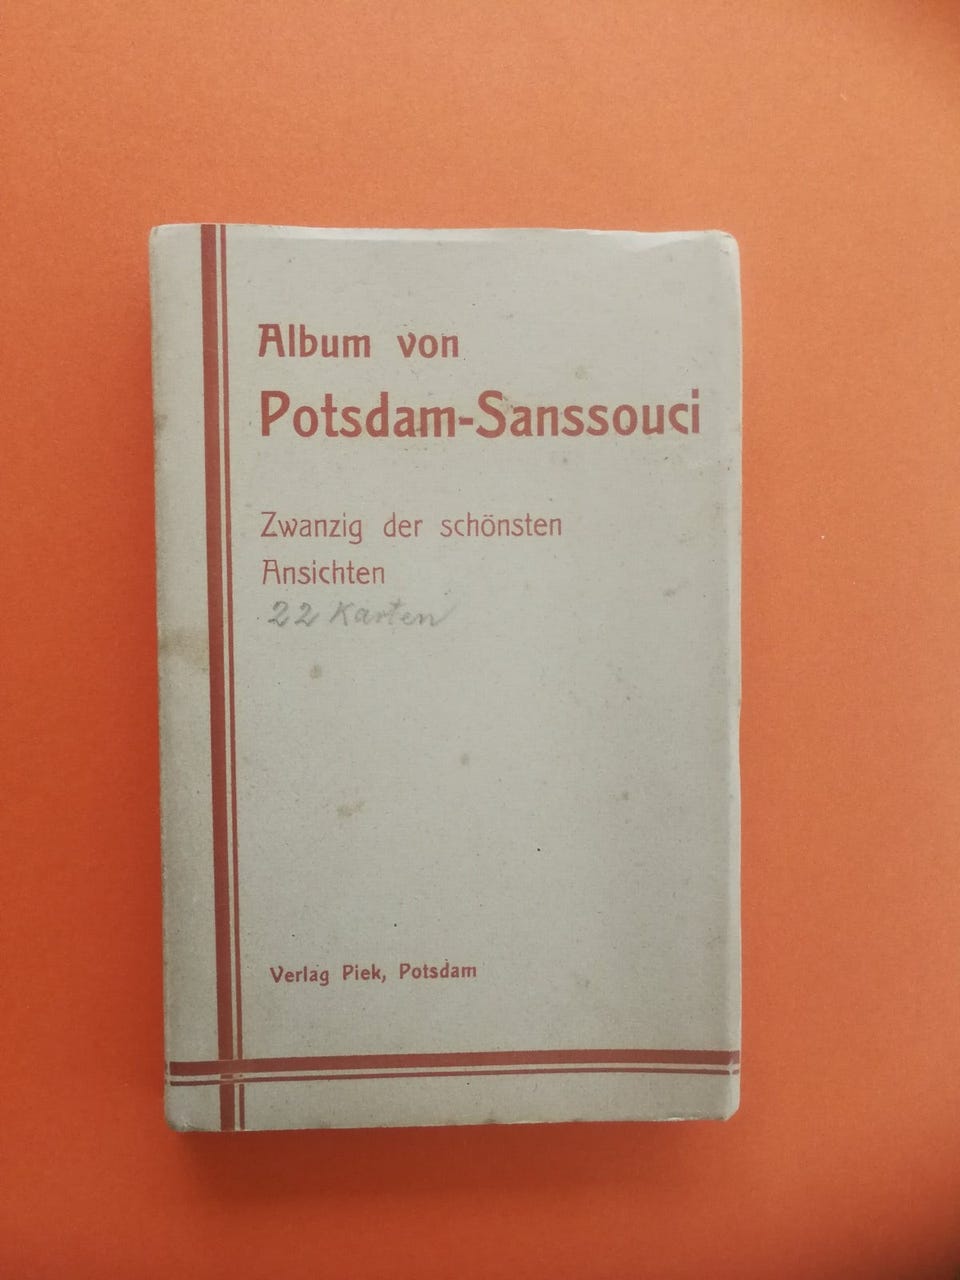 Album von
Potsdam-Sanssouci
Zwanzig der schönsten
Ansichten
22 Karten
Verlag Piek, Potsdam